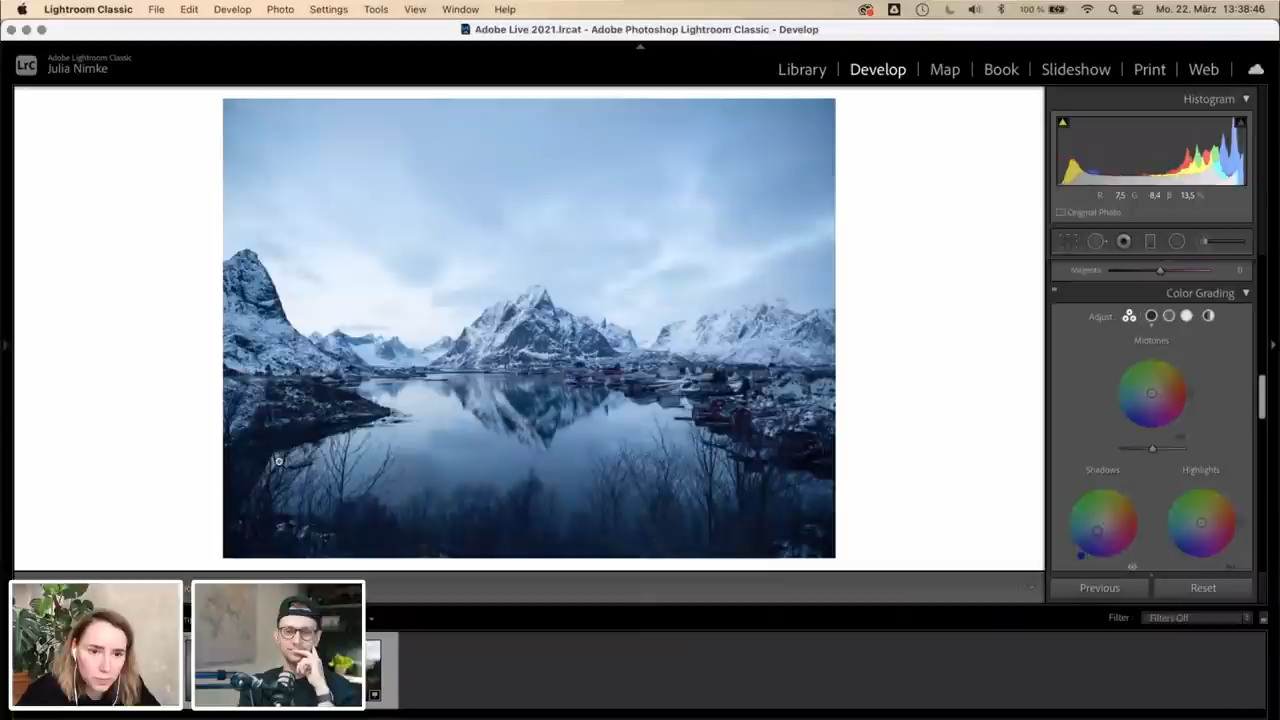 Lightroom Classic File Edit Develop Photo Settings Tools View Window Help 100 % Mo. 22. März 13:38:46
Adobe Live 2021.lrcat - Adobe Photoshop Lightroom Classic - Develop
LrC
Adobe Lightroom Classic
Julia Nimke
Library | Develop | Map | Book | Slideshow | Print | Web
Histogram
R 7,5 G 8,4 B 13,5 %
Original Photo
Magenta 0
Color Grading
Adjust
Midtones
Shadows Highlights
Previous Reset
Filter Filters Off